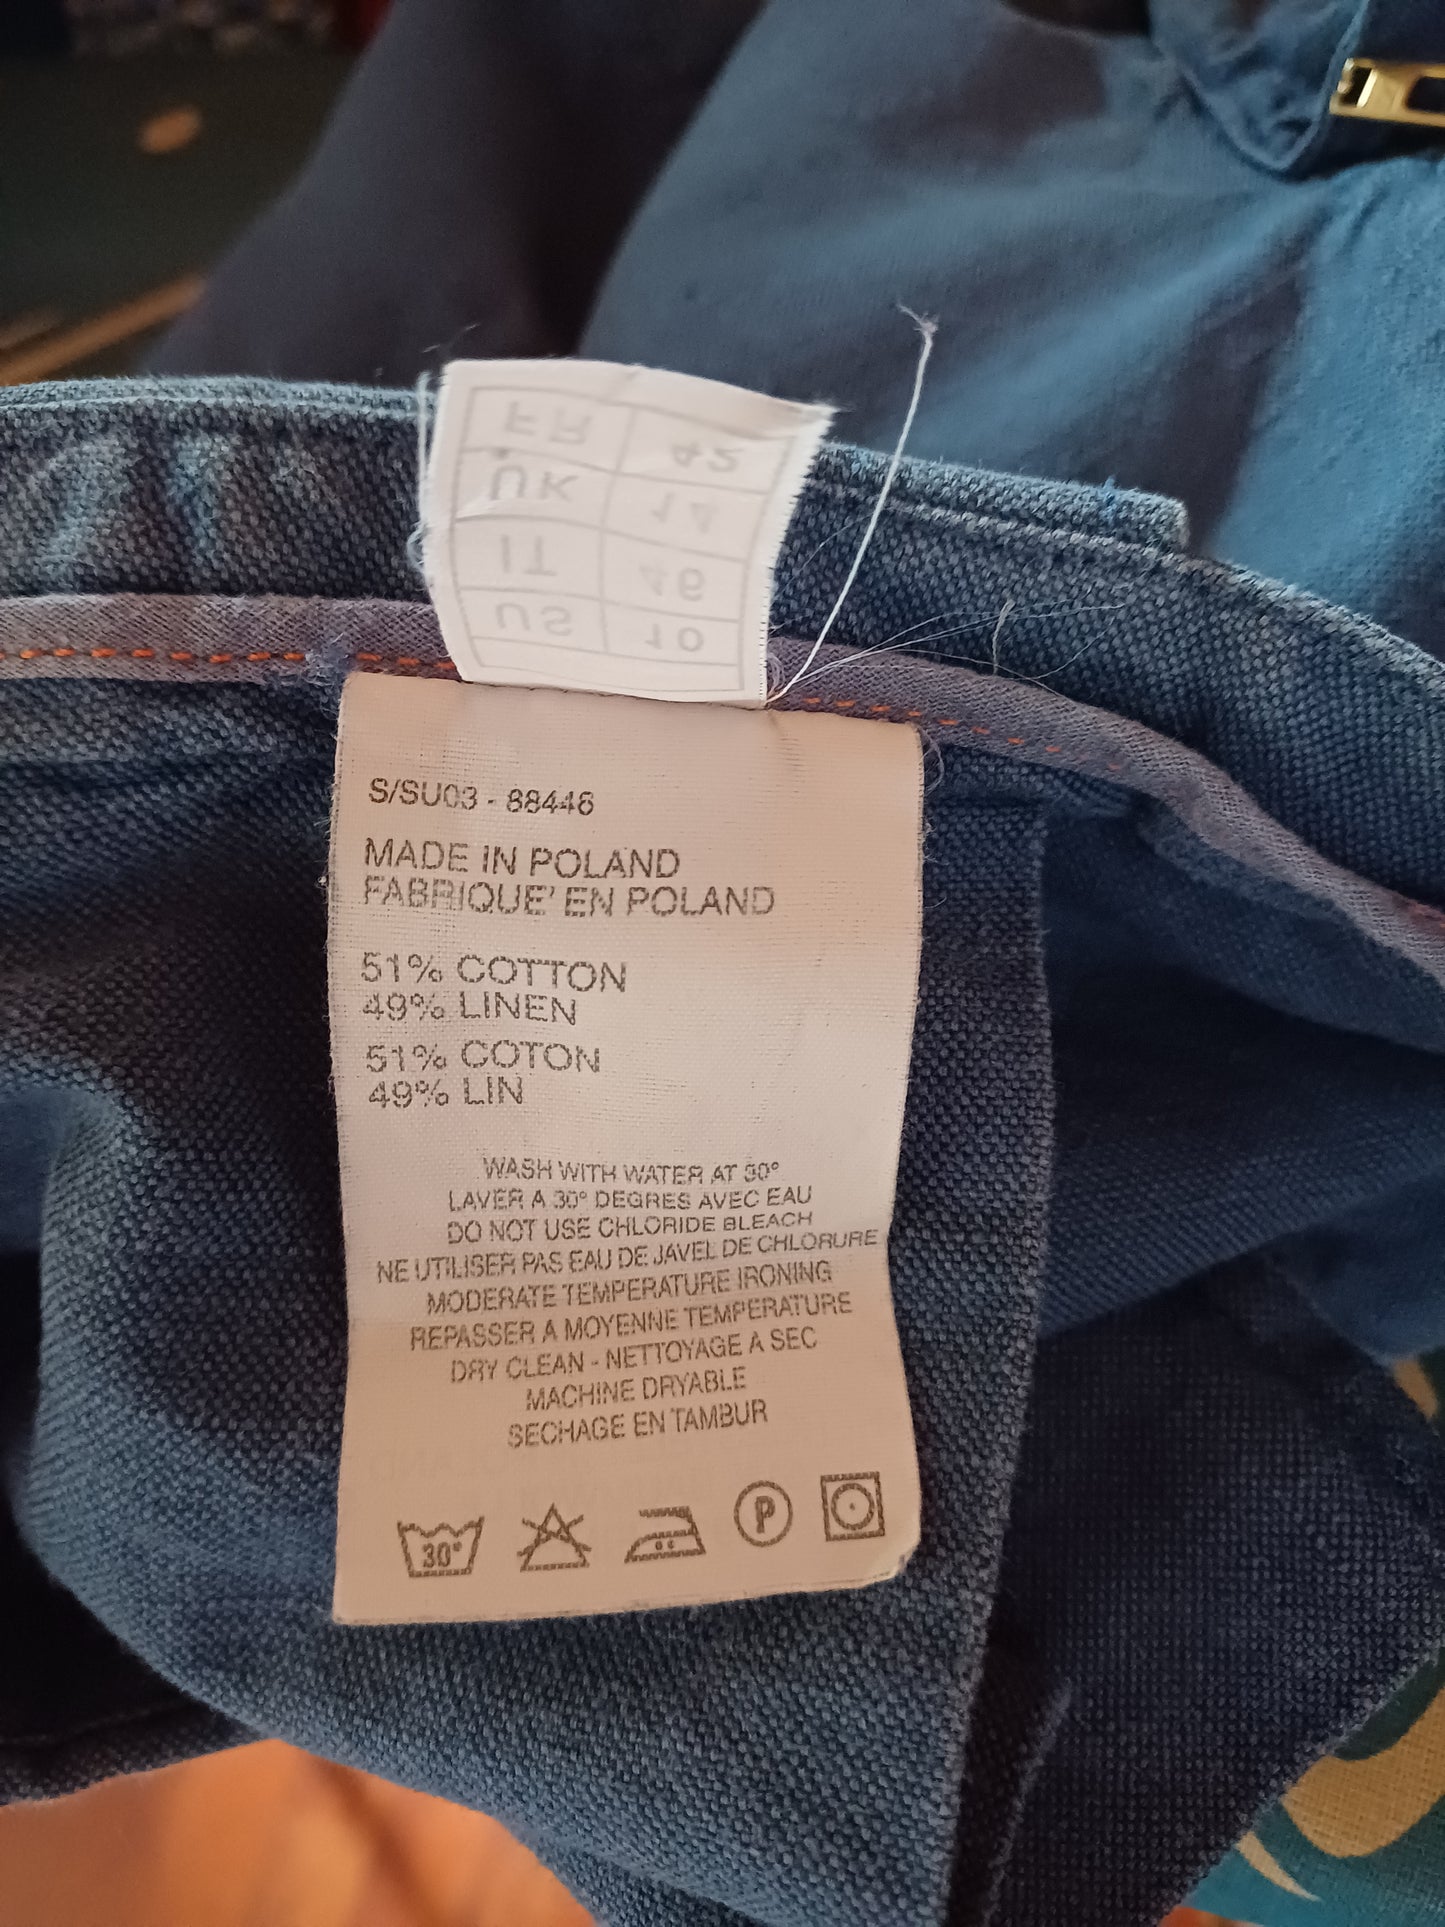 FR 42
UK 14
IT 46
US 10
S/SU03 - 88446
MADE IN POLAND
FABRIQUE' EN POLAND
51% COTTON
49% LINEN
51% COTON
49% LIN
WASH WITH WATER AT 30°
LAVER A 30° DEGRES AVEC EAU
DO NOT USE CHLORIDE BLEACH
NE UTILISER PAS EAU DE JAVEL DE CHLORURE
MODERATE TEMPERATURE IRONING
REPASSER A MOYENNE TEMPERATURE
DRY CLEAN - NETTOYAGE A SEC
MACHINE DRYABLE
SECHAGE EN TAMBUR
30° P